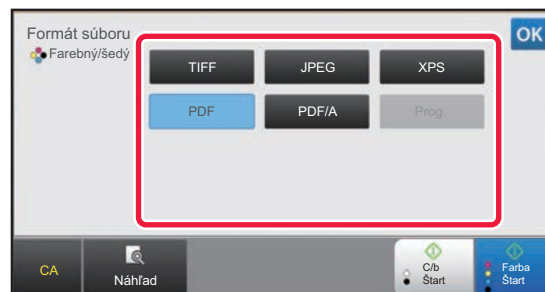 Formát súboru
Farebný/šedý
OK
TIFF
JPEG
XPS
PDF
PDF/A
Prog.
CA
Náhľad
C/b
Štart
Farba
Štart